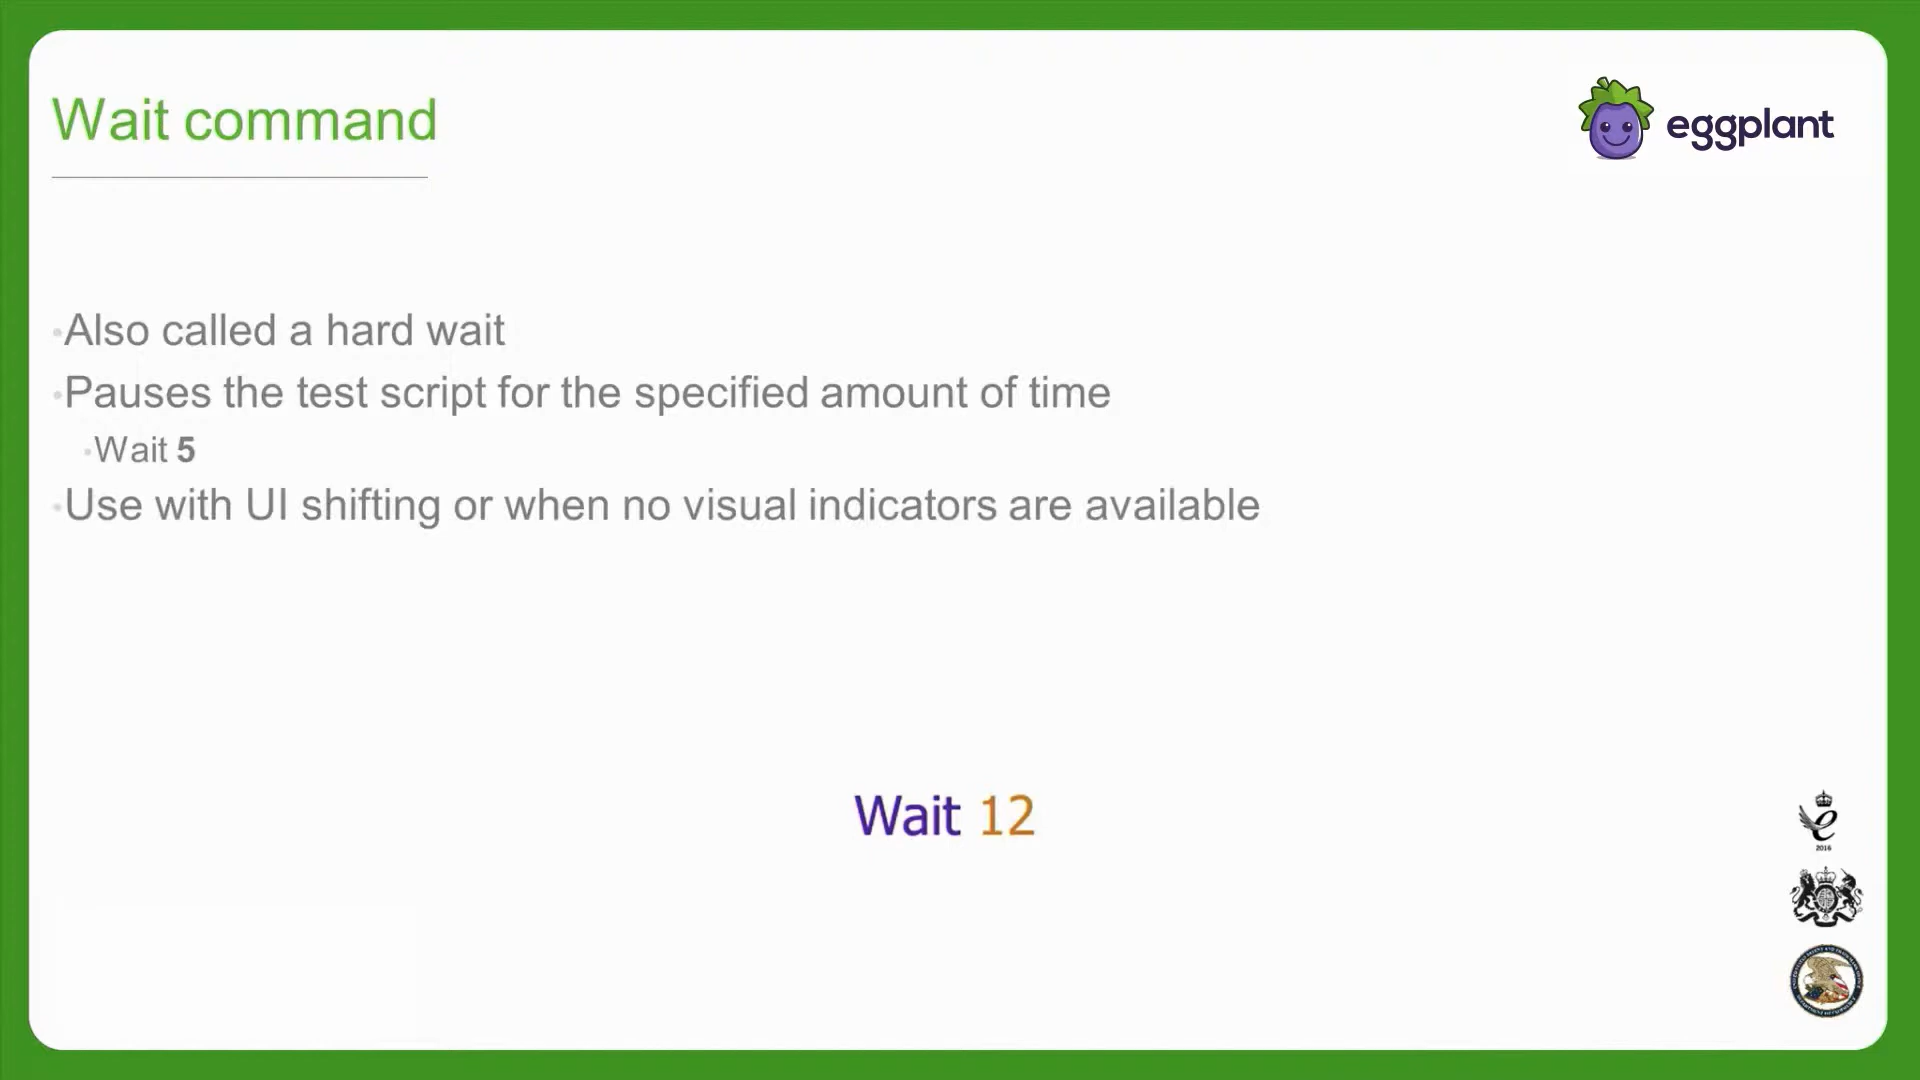 Wait command
eggplant
•Also called a hard wait
•Pauses the test script for the specified amount of time
•Wait 5
•Use with UI shifting or when no visual indicators are available
Wait 12
e
2016